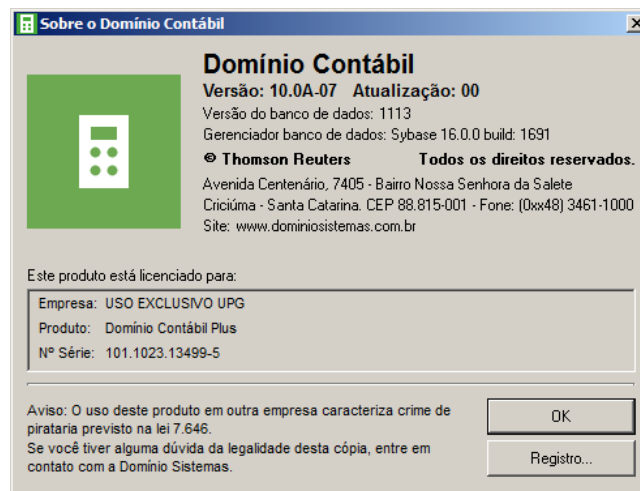 Sobre o Domínio Contábil
Domínio Contábil
Versão: 10.0A-07 Atualização: 00
Versão do banco de dados: 1113
Gerenciador banco de dados: Sybase 16.0.0 build: 1691
© Thomson Reuters Todos os direitos reservados.
Avenida Centenário, 7405 - Bairro Nossa Senhora da Salete
Criciúma - Santa Catarina. CEP 88.815-001 - Fone: (0xx48) 3461-1000
Site: www.dominiosistemas.com.br
Este produto está licenciado para:
Empresa: USO EXCLUSIVO UPG
Produto: Domínio Contábil Plus
Nº Série: 101.1023.13499-5
Aviso: O uso deste produto em outra empresa caracteriza crime de
pirataria previsto na lei 7.646.
Se você tiver alguma dúvida da legalidade desta cópia, entre em
contato com a Domínio Sistemas.
OK
Registro...